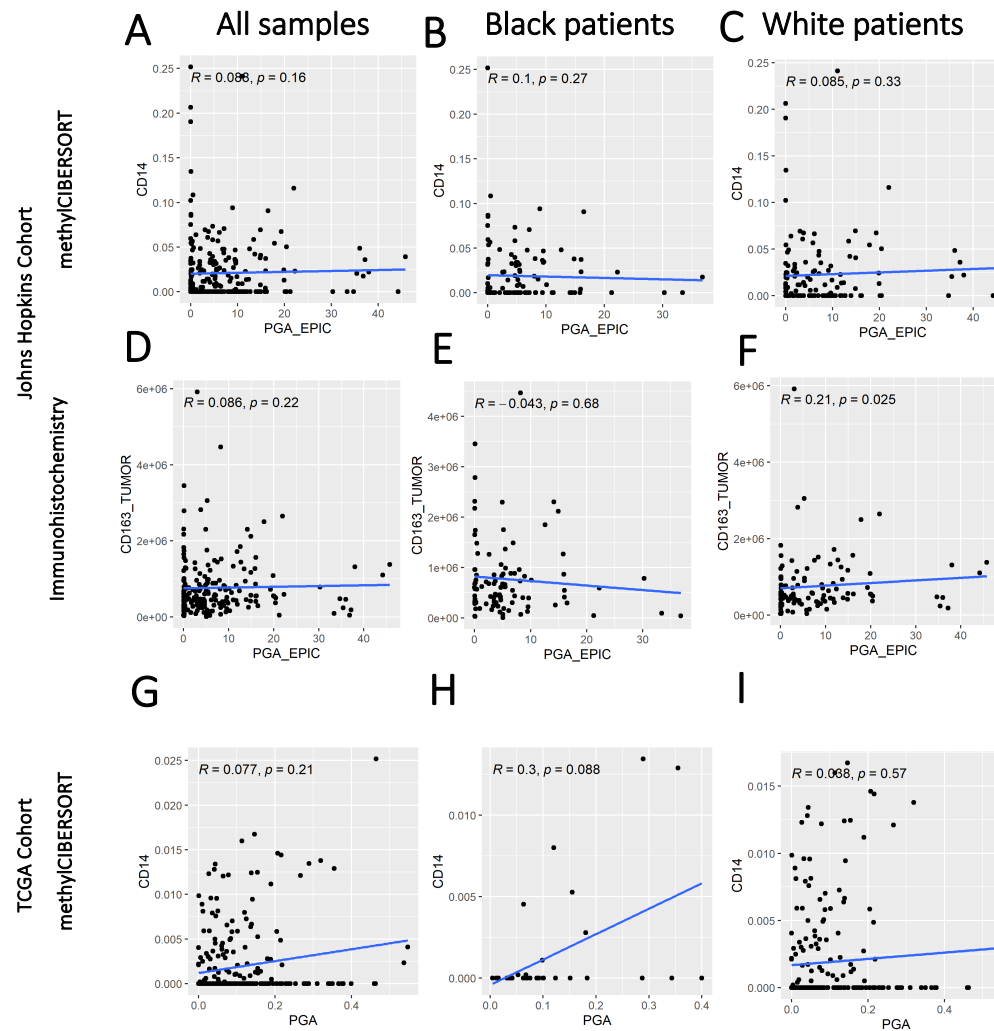 A All samples B Black patients C White patients
Johns Hopkins Cohort
methylCIBERSORT
R = 0.088, p = 0.16
CD14
0.25
0.20
0.15
0.10
0.05
0.00
0 10 20 30 40
PGA_EPIC
R = 0.1, p = 0.27
CD14
0.25
0.20
0.15
0.10
0.05
0.00
0 10 20 30
PGA_EPIC
R = 0.085, p = 0.33
CD14
0.25
0.20
0.15
0.10
0.05
0.00
0 10 20 30 40
PGA_EPIC
D E F
Immunohistochemistry
R = 0.086, p = 0.22
CD163_TUMOR
6e+06
4e+06
2e+06
0e+00
0 10 20 30 40
PGA_EPIC
R = −0.043, p = 0.68
CD163_TUMOR
4e+06
3e+06
2e+06
1e+06
0e+00
0 10 20 30
PGA_EPIC
R = 0.21, p = 0.025
CD163_TUMOR
6e+06
4e+06
2e+06
0e+00
0 10 20 30 40
PGA_EPIC
G H I
TCGA Cohort
methylCIBERSORT
R = 0.077, p = 0.21
CD14
0.025
0.020
0.015
0.010
0.005
0.000
0.0 0.2 0.4
PGA
R = 0.3, p = 0.088
CD14
0.010
0.005
0.000
0.0 0.1 0.2 0.3 0.4
PGA
R = 0.038, p = 0.57
CD14
0.015
0.010
0.005
0.000
0.0 0.2 0.4
PGA